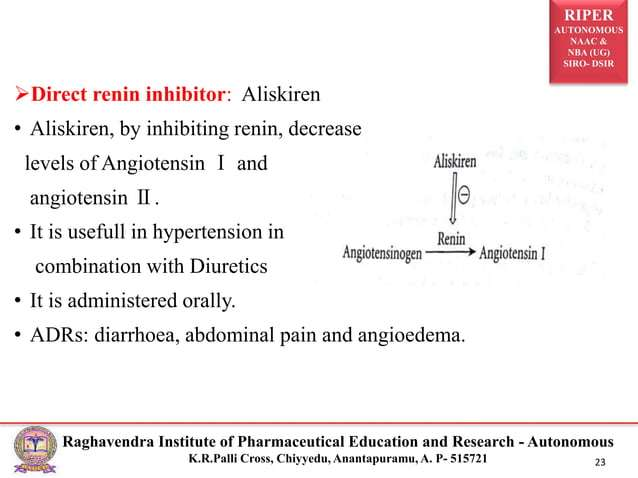 RIPER
AUTONOMOUS
NAAC &
NBA (UG)
SIRO- DSIR
➢Direct renin inhibitor: Aliskiren
• Aliskiren, by inhibiting renin, decrease
levels of Angiotensin Ⅰ and
angiotensin Ⅱ.
• It is usefull in hypertension in
combination with Diuretics
• It is administered orally.
• ADRs: diarrhoea, abdominal pain and angioedema.
Aliskiren
Renin
Angiotensinogen Angiotensin I
Raghavendra Institute of Pharmaceutical Education and Research - Autonomous
K.R.Palli Cross, Chiyyedu, Anantapuramu, A. P- 515721
23